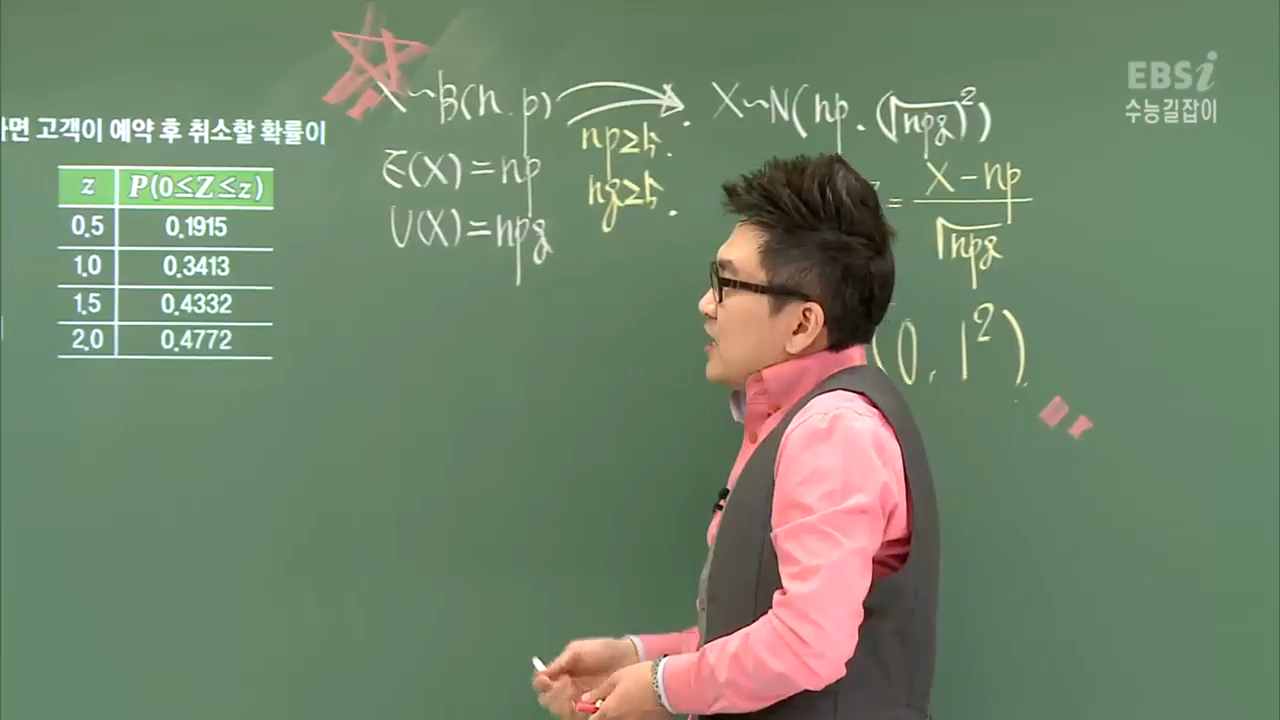 EBSi
수능길잡이
X~B(n.p)
X~N(np.(√npq)²)
np≥5.
nq≥5.
E(X)=np
V(X)=npq
= X-np
√npq
(0, 1²)
면 고객이 예약 후 취소할 확률이
z P(0≤Z≤z)
0.5 0.1915
1.0 0.3413
1.5 0.4332
2.0 0.4772